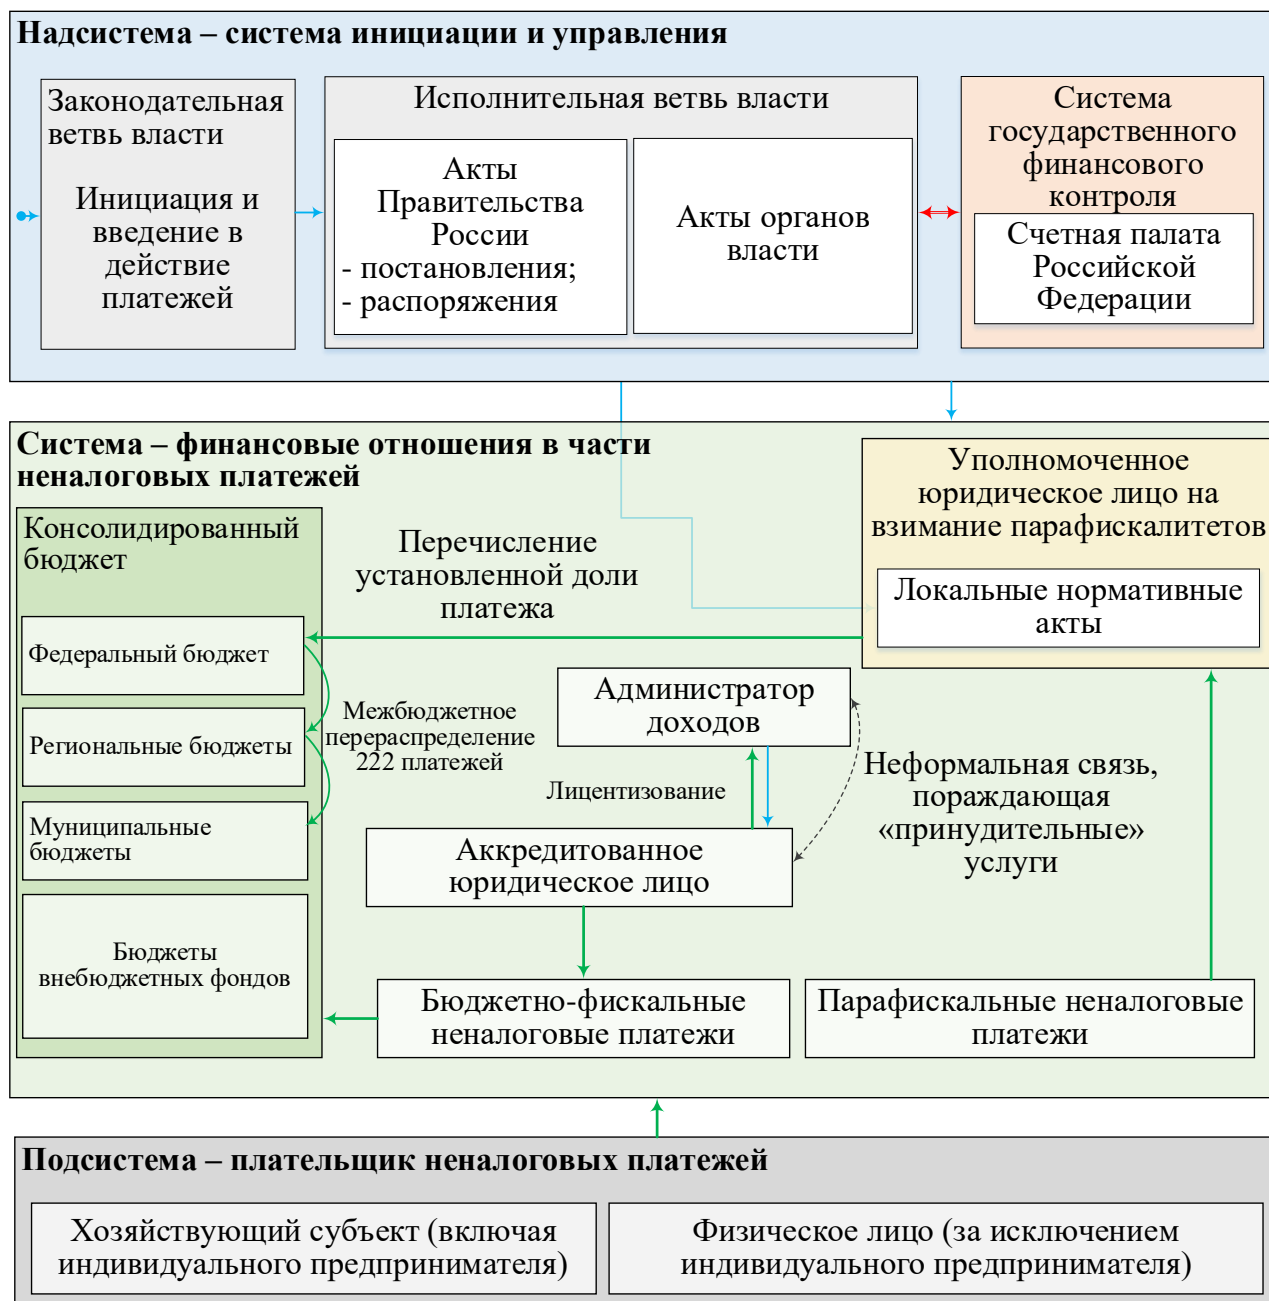 Надсистема – система инициации и управления
Законодательная
ветвь власти
Инициация и
введение в
действие
платежей
Исполнительная ветвь власти
Акты
Правительства
России
- постановления;
- распоряжения
Акты органов
власти
Система
государственного
финансового
контроля
Счетная палата
Российской
Федерации
Система – финансовые отношения в части
неналоговых платежей
Уполномоченное
юридическое лицо на
взимание парафискалитетов
Локальные нормативные
акты
Консолидированный
бюджет
Перечисление
установленной доли
платежа
Федеральный бюджет
Региональные бюджеты
Муниципальные
бюджеты
Бюджеты
внебюджетных фондов
Межбюджетное
перераспределение
222 платежей
Администратор
доходов
Лицентизование
Неформальная связь,
пораждающая
«принудительные»
услуги
Аккредитованное
юридическое лицо
Бюджетно-фискальные
неналоговые платежи
Парафискальные неналоговые
платежи
Подсистема – плательщик неналоговых платежей
Хозяйствующий субъект (включая
индивидуального предпринимателя)
Физическое лицо (за исключением
индивидуального предпринимателя)